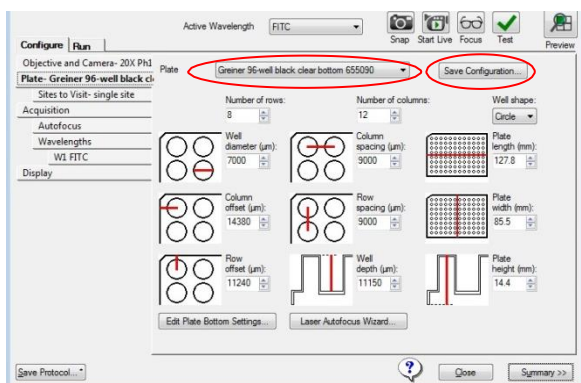 Active Wavelength FITC
Snap Start Live Focus Test Preview
Configure Run
Objective and Camera- 20X Ph1
Plate- Greiner 96-well black cl
Sites to Visit- single site
Acquisition
Autofocus
Wavelengths
W1 FITC
Display
Plate Greiner 96-well black clear bottom 655090 Save Configuration...
Number of rows: Number of columns: Well shape:
8 12 Circle
Well diameter (µm): Column spacing (µm): Plate length (mm):
7000 9000 127.8
Column offset (µm): Row spacing (µm): Plate width (mm):
14380 9000 85.5
Row offset (µm): Well depth (µm): Plate height (mm):
11240 11150 14.4
Edit Plate Bottom Settings... Laser Autofocus Wizard...
Save Protocol... ? Close Summary >>